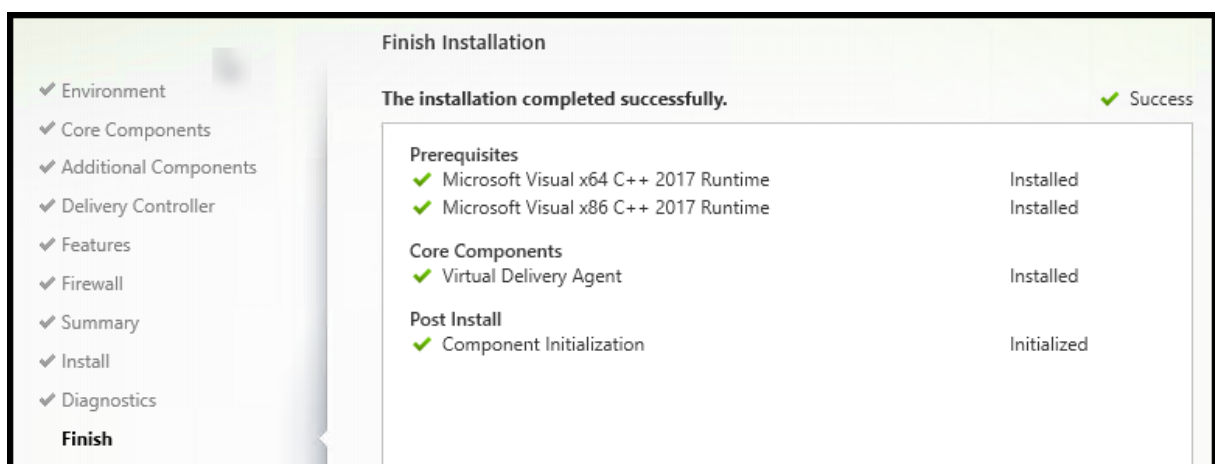 Finish Installation
Environment
Core Components
Additional Components
Delivery Controller
Features
Firewall
Summary
Install
Diagnostics
Finish
The installation completed successfully. Success
Prerequisites
Microsoft Visual x64 C++ 2017 Runtime Installed
Microsoft Visual x86 C++ 2017 Runtime Installed
Core Components
Virtual Delivery Agent Installed
Post Install
Component Initialization Initialized